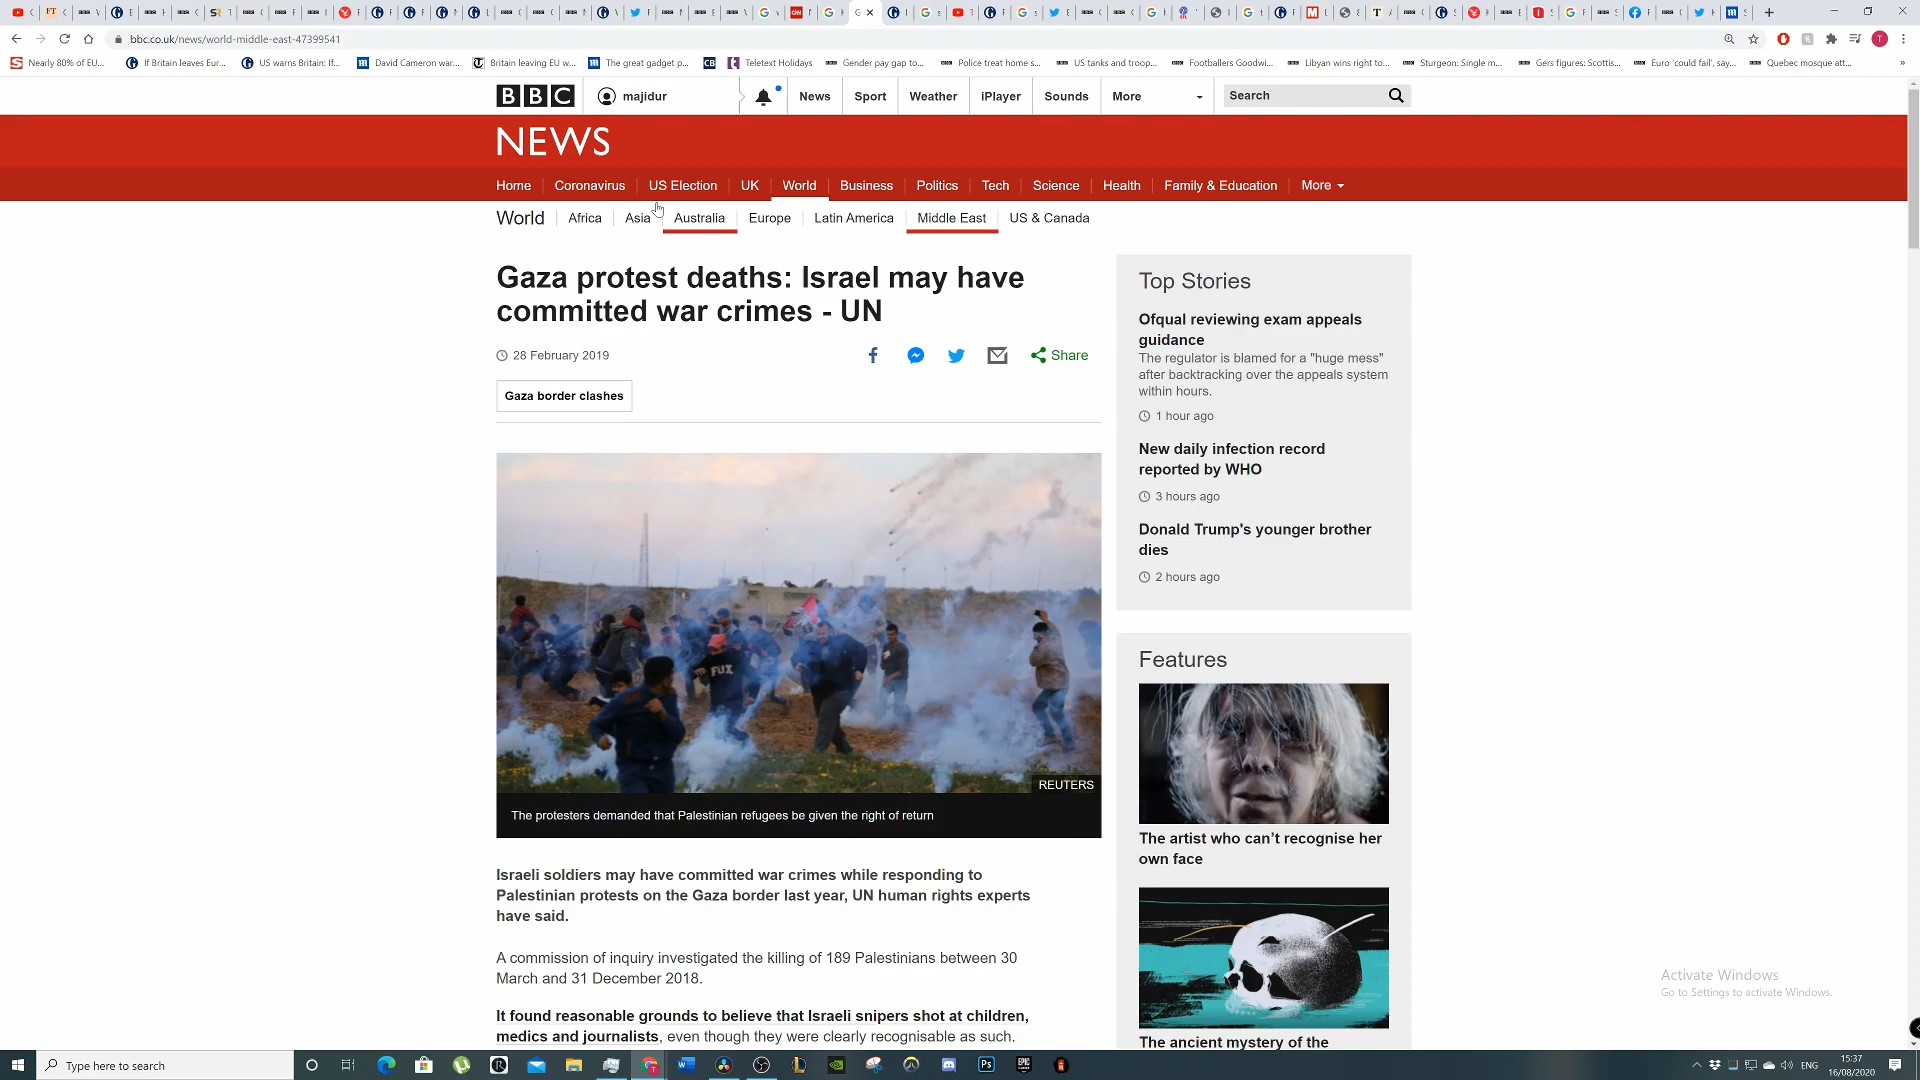 bbc.co.uk/news/world-middle-east-47399541
Nearly 80% of EU...
If Britain leaves Eur...
US warns Britain: If...
David Cameron war...
Britain leaving EU w...
The great gadget p...
CB
Teletext Holidays
Gender pay gap to...
Police treat home s...
US tanks and troop...
Footballers Goodwi...
Libyan wins right to...
Sturgeon: Single m...
Gers figures: Scottis...
Euro 'could fail', say...
Quebec mosque att...
»
BBC
majidur
News
Sport
Weather
iPlayer
Sounds
More
Search
NEWS
Home
Coronavirus
US Election
UK
World
Business
Politics
Tech
Science
Health
Family & Education
More
World
Africa
Asia
Australia
Europe
Latin America
Middle East
US & Canada
Gaza protest deaths: Israel may have
committed war crimes - UN
28 February 2019
Share
Gaza border clashes
FUX
REUTERS
The protesters demanded that Palestinian refugees be given the right of return
Israeli soldiers may have committed war crimes while responding to
Palestinian protests on the Gaza border last year, UN human rights experts
have said.
A commission of inquiry investigated the killing of 189 Palestinians between 30
March and 31 December 2018.
It found reasonable grounds to believe that Israeli snipers shot at children,
medics and journalists, even though they were clearly recognisable as such.
Top Stories
Ofqual reviewing exam appeals
guidance
The regulator is blamed for a "huge mess"
after backtracking over the appeals system
within hours.
1 hour ago
New daily infection record
reported by WHO
3 hours ago
Donald Trump's younger brother
dies
2 hours ago
Features
The artist who can't recognise her
own face
The ancient mystery of the
Activate Windows
Go to Settings to activate Windows.
Type here to search
Ps
ENG
15:37
16/08/2020